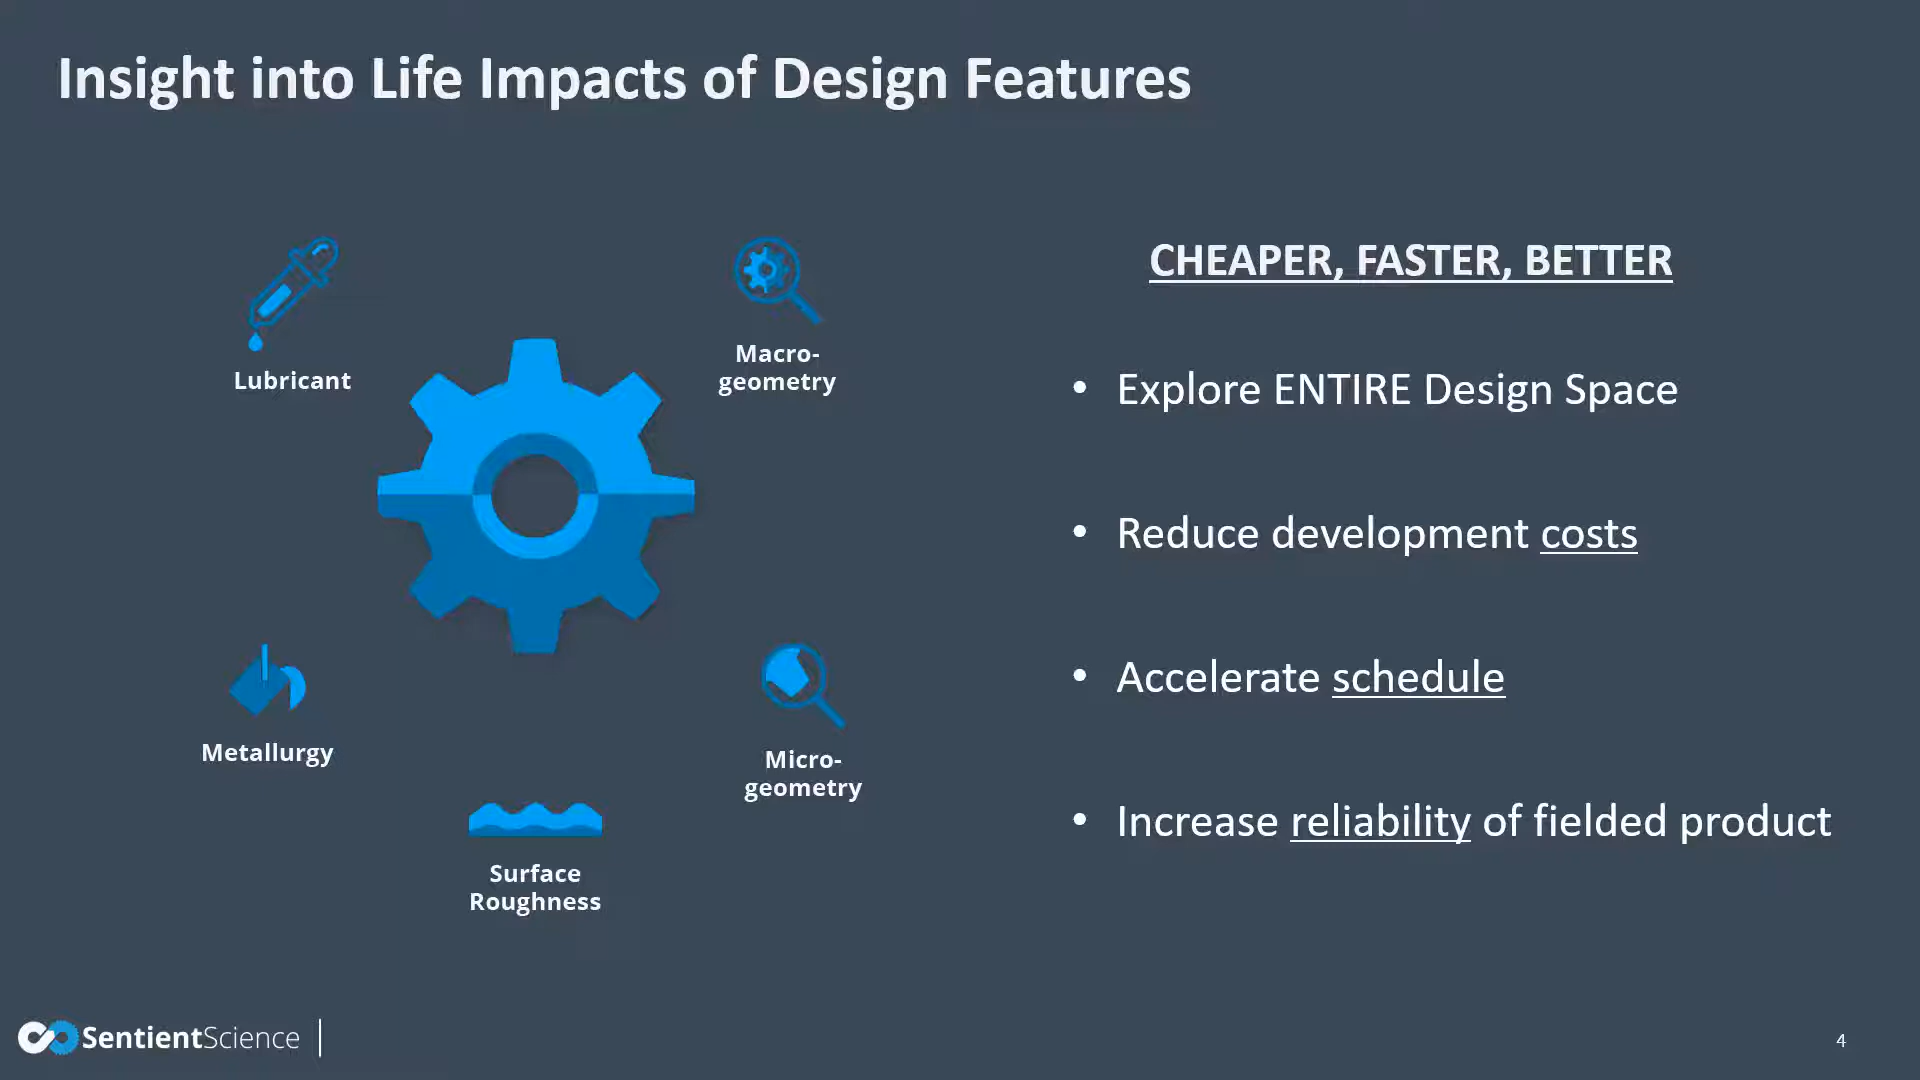 Insight into Life Impacts of Design Features
Lubricant
Macro-
geometry
Metallurgy
Micro-
geometry
Surface
Roughness
CHEAPER, FASTER, BETTER
• Explore ENTIRE Design Space
• Reduce development costs
• Accelerate schedule
• Increase reliability of fielded product
SentientScience
4